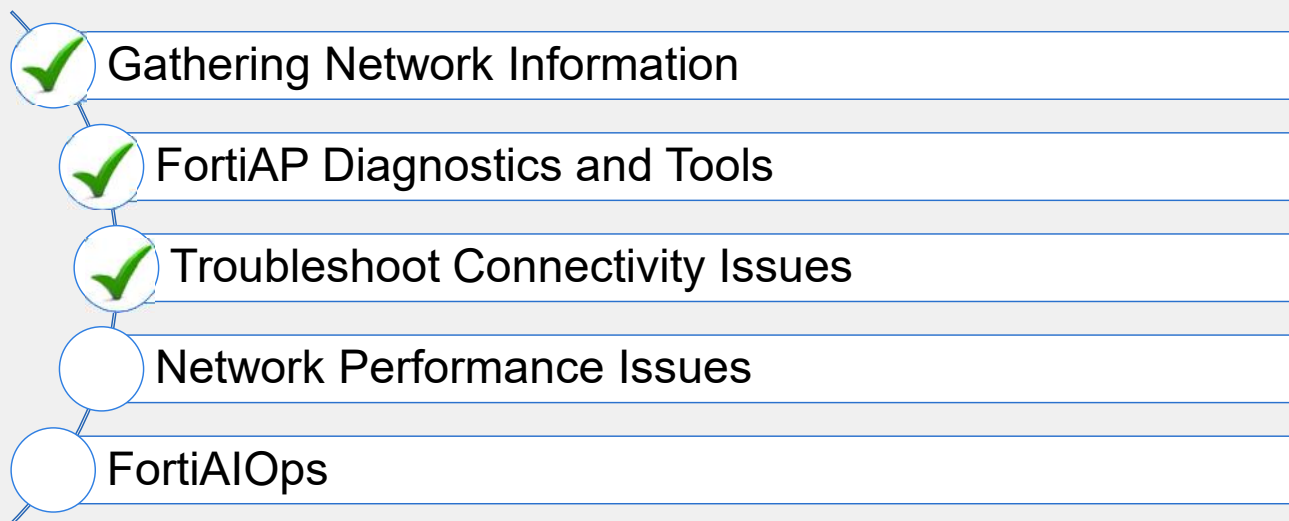 Gathering Network Information
FortiAP Diagnostics and Tools
Troubleshoot Connectivity Issues
Network Performance Issues
FortiAIOps